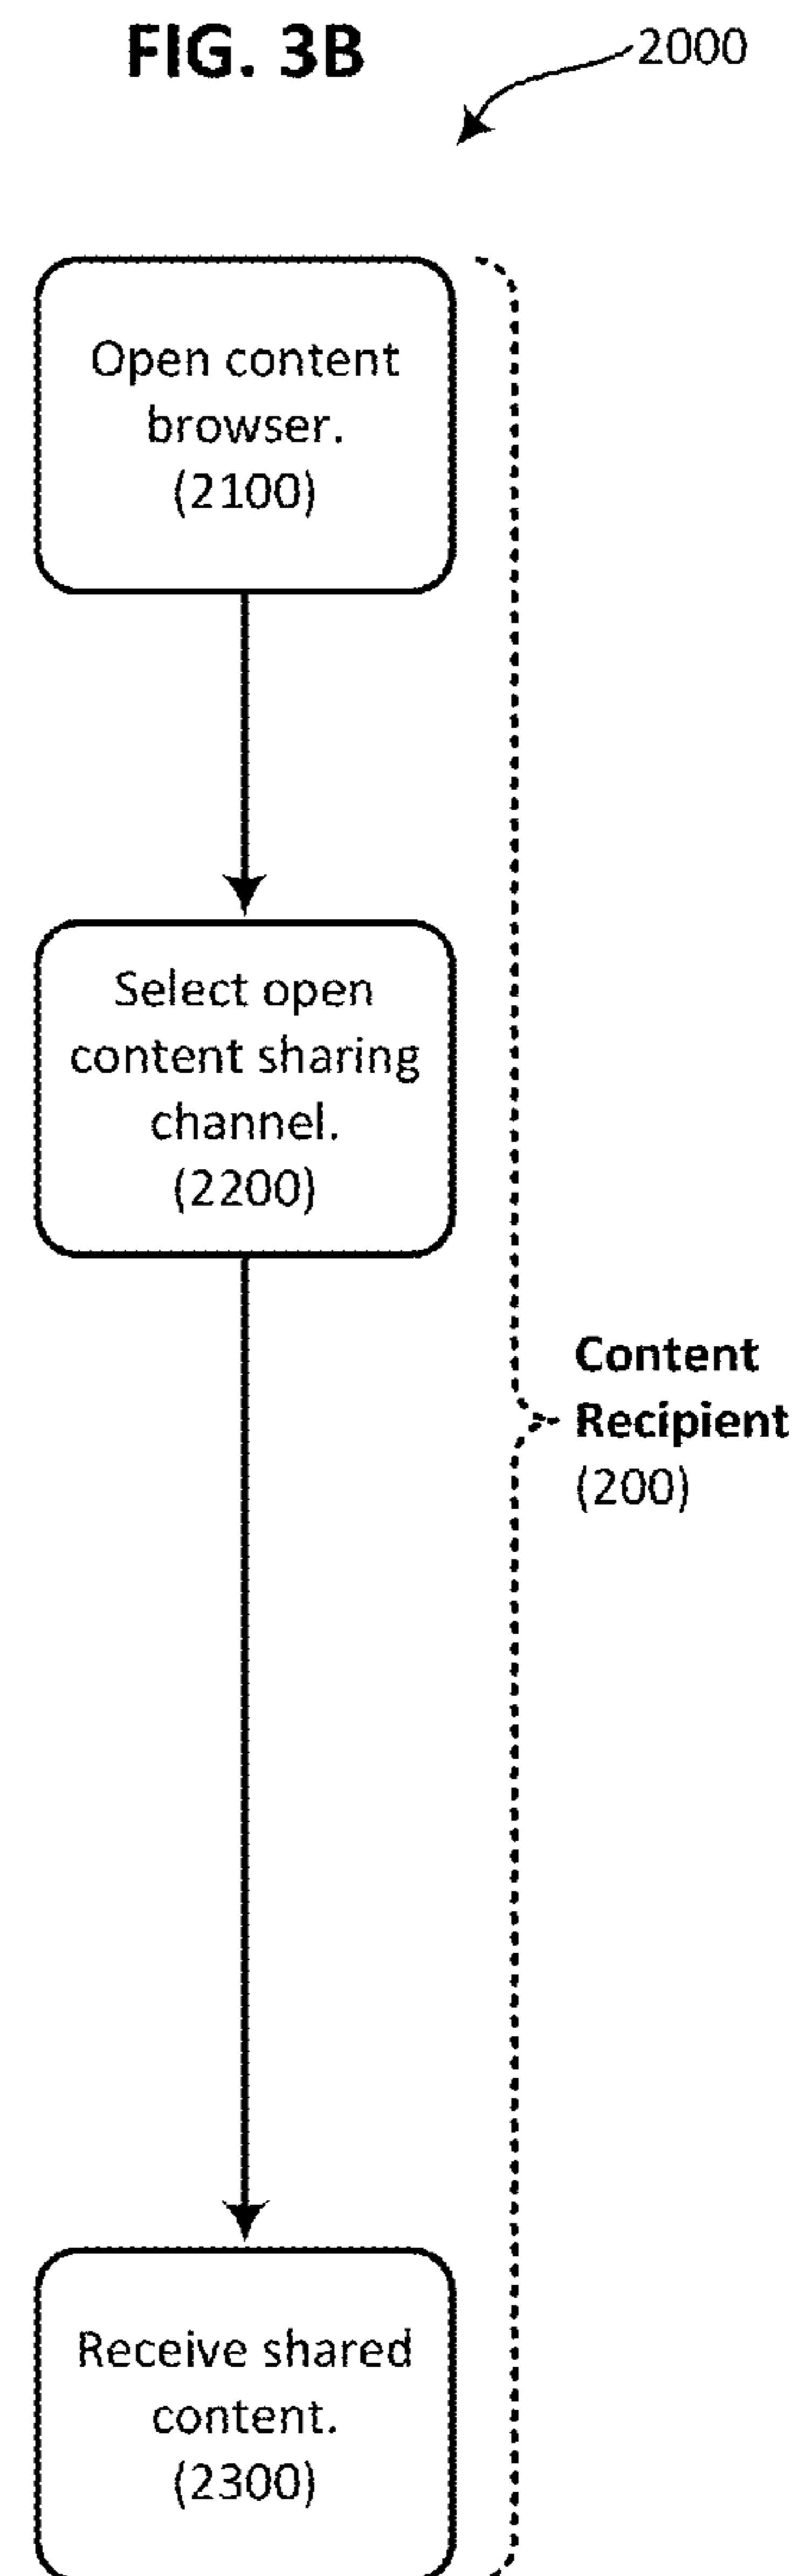 FIG. 3B
2000
Open content
browser.
(2100)
Select open
content sharing
channel.
(2200)
Content
Recipient
(200)
Receive shared
content.
(2300)